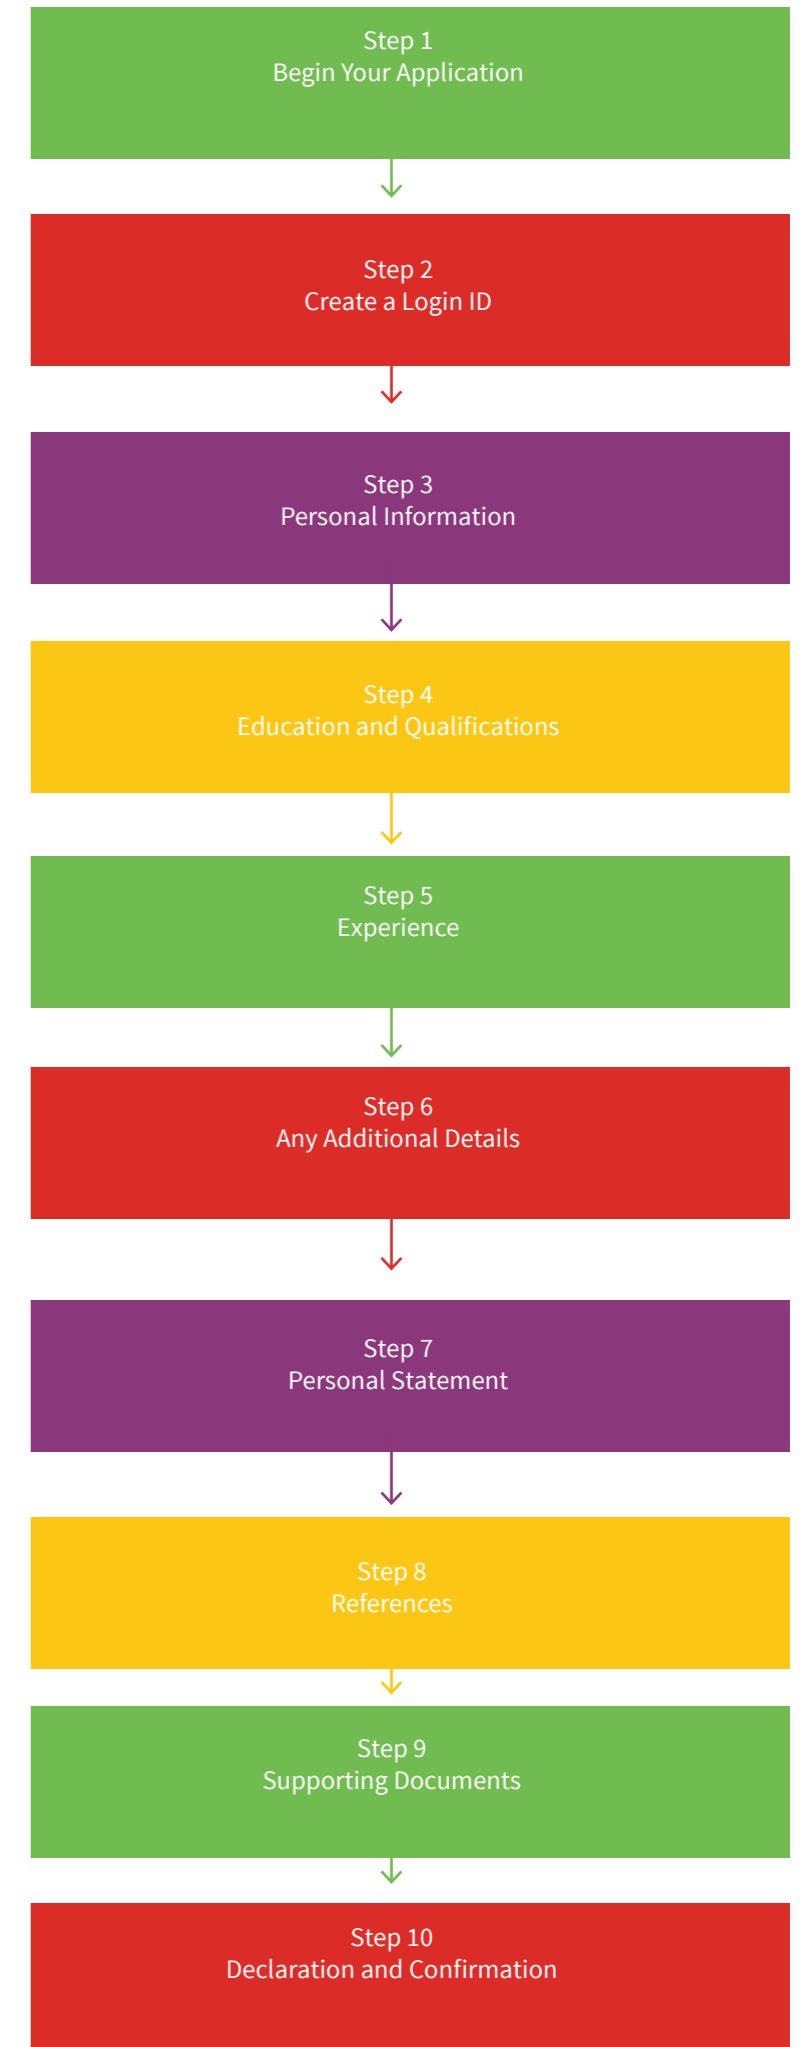 Step 1
Begin Your Application
Step 2
Create a Login ID
Step 3
Personal Information
Step 4
Education and Qualifications
Step 5
Experience
Step 6
Any Additional Details
Step 7
Personal Statement
Step 8
References
Step 9
Supporting Documents
Step 10
Declaration and Confirmation